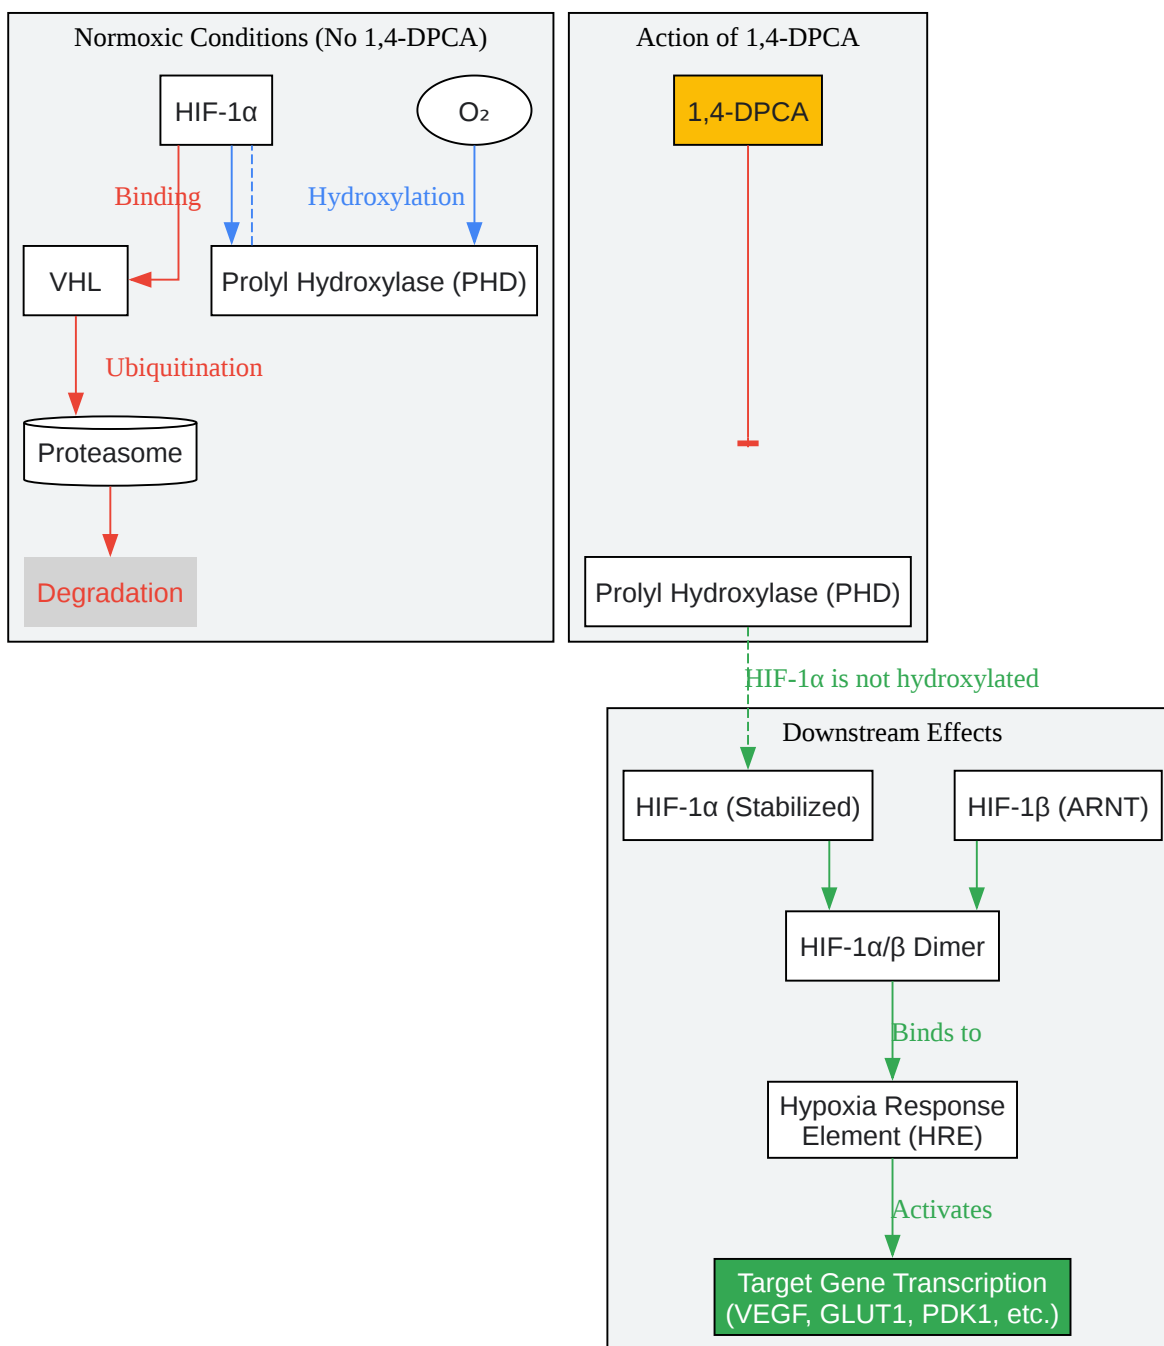 Normoxic Conditions (No 1,4-DPCA)
HIF-1α
O₂
Binding
Hydroxylation
VHL
Prolyl Hydroxylase (PHD)
Ubiquitination
Proteasome
Degradation
Action of 1,4-DPCA
1,4-DPCA
Prolyl Hydroxylase (PHD)
HIF-1α is not hydroxylated
Downstream Effects
HIF-1α (Stabilized)
HIF-1β (ARNT)
HIF-1α/β Dimer
Binds to
Hypoxia Response
Element (HRE)
Activates
Target Gene Transcription
(VEGF, GLUT1, PDK1, etc.)